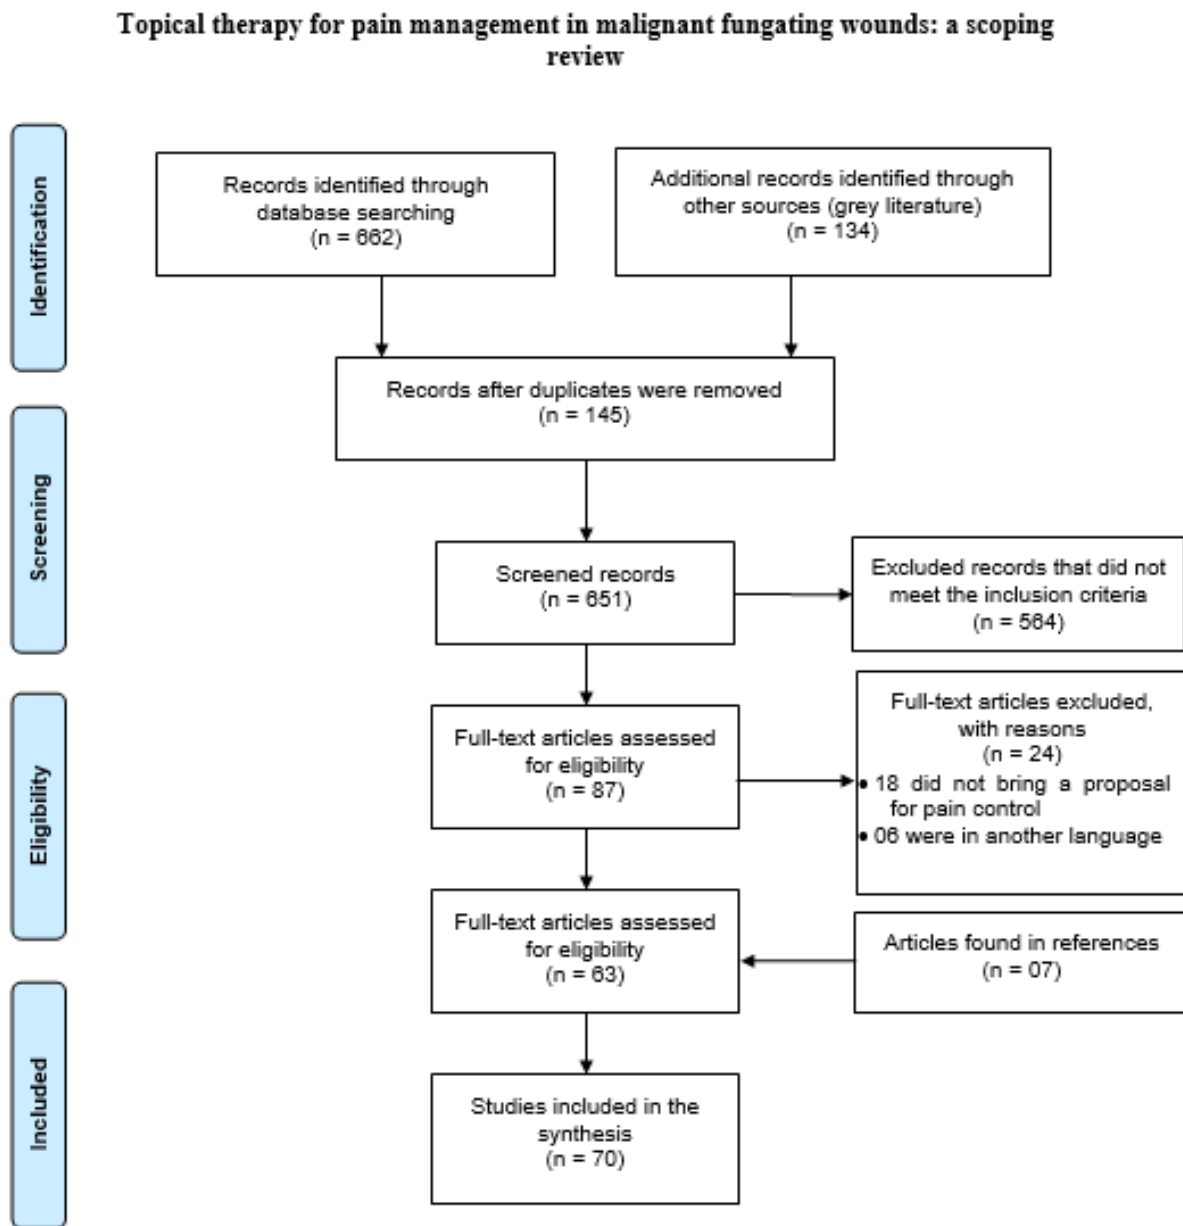 Topical therapy for pain management in malignant fungating wounds: a scoping
review
Identification
Records identified through
database searching
(n = 662)
Additional records identified through
other sources (grey literature)
(n = 134)
Records after duplicates were removed
(n = 145)
Screening
Screened records
(n = 651)
Excluded records that did not
meet the inclusion criteria
(n = 564)
Eligibility
Full-text articles assessed
for eligibility
(n = 87)
Full-text articles excluded,
with reasons
(n = 24)
• 18 did not bring a proposal
for pain control
• 06 were in another language
Full-text articles assessed
for eligibility
(n = 63)
Articles found in references
(n = 07)
Included
Studies included in the
synthesis
(n = 70)